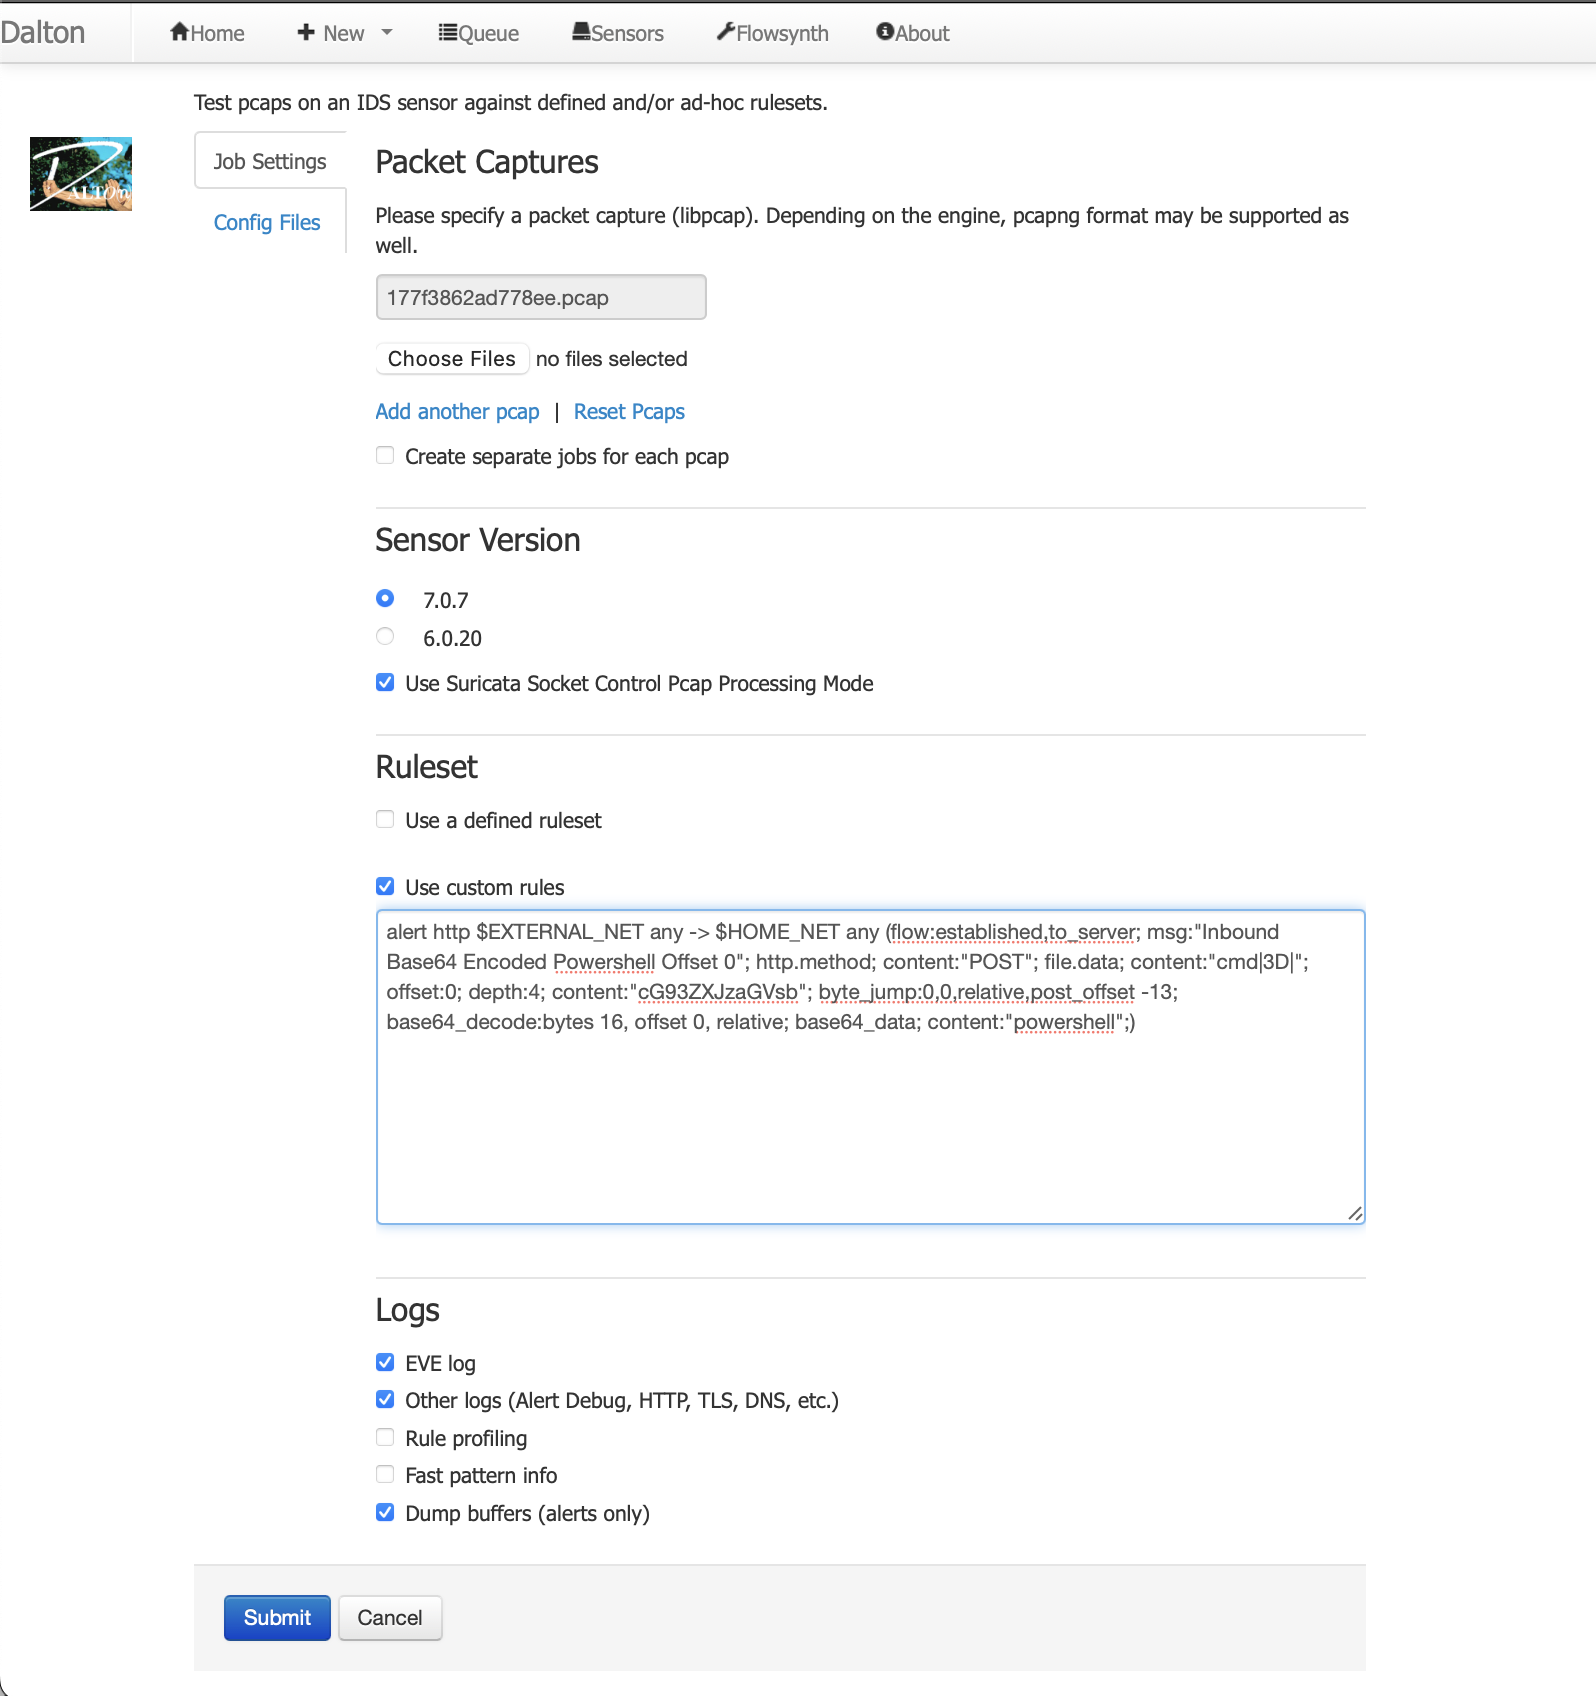 Dalton
Home
New
Queue
Sensors
Flowsynth
About
Test pcaps on an IDS sensor against defined and/or ad-hoc rulesets.
DALTON
Job Settings
Config Files
Packet Captures
Please specify a packet capture (libpcap). Depending on the engine, pcapng format may be supported as
well.
177f3862ad778ee.pcap
Choose Files no files selected
Add another pcap | Reset Pcaps
Create separate jobs for each pcap
Sensor Version
7.0.7
6.0.20
Use Suricata Socket Control Pcap Processing Mode
Ruleset
Use a defined ruleset
Use custom rules
alert http $EXTERNAL_NET any -> $HOME_NET any (flow:established,to_server; msg:"Inbound
Base64 Encoded Powershell Offset 0"; http.method; content:"POST"; file.data; content:"cmd|3D|";
offset:0; depth:4; content:"cG93ZXJzaGVsb"; byte_jump:0,0,relative,post_offset -13;
base64_decode:bytes 16, offset 0, relative; base64_data; content:"powershell";)
Logs
EVE log
Other logs (Alert Debug, HTTP, TLS, DNS, etc.)
Rule profiling
Fast pattern info
Dump buffers (alerts only)
Submit
Cancel